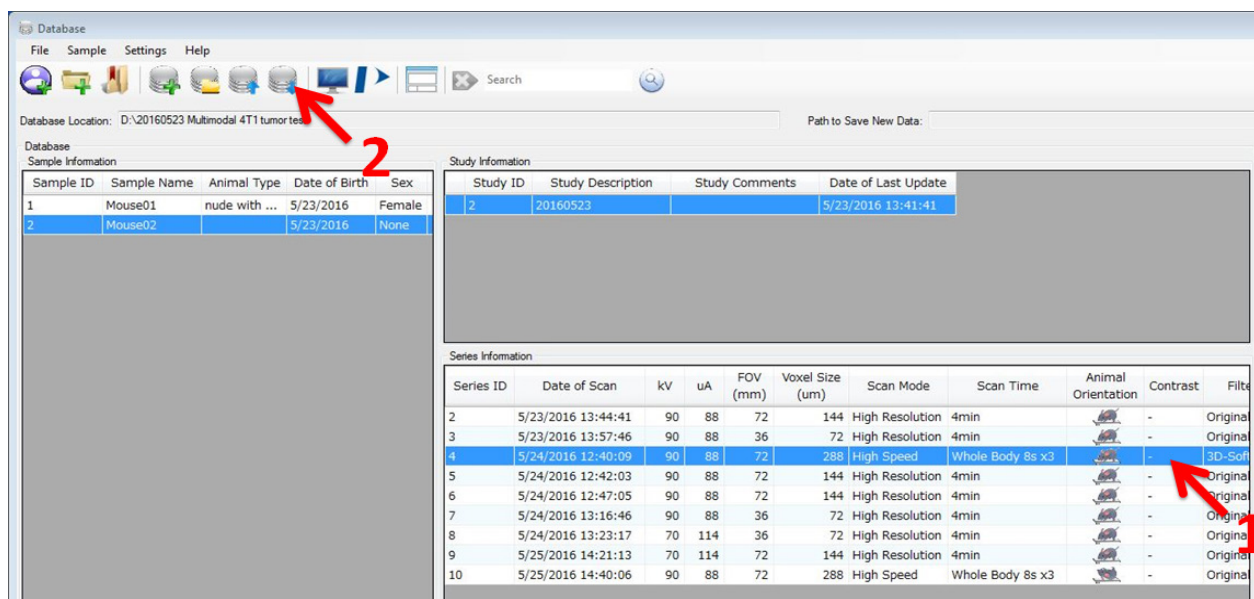 Database
File Sample Settings Help
Search
Database Location: D:\20160523 Multimodal 4T1 tumor tes
Path to Save New Data:
2
Database
Sample Information
Sample ID Sample Name Animal Type Date of Birth Sex
1 Mouse01 nude with ... 5/23/2016 Female
2 Mouse02 5/23/2016 None
Study Information
Study ID Study Description Study Comments Date of Last Update
2 20160523 5/23/2016 13:41:41
Series Information
Series ID Date of Scan kV uA FOV (mm) Voxel Size (um) Scan Mode Scan Time Animal Orientation Contrast Filte
2 5/23/2016 13:44:41 90 88 72 144 High Resolution 4min - Original
3 5/23/2016 13:57:46 90 88 36 72 High Resolution 4min - Original
4 5/24/2016 12:40:09 90 88 72 288 High Speed Whole Body 8s x3 - 3D-Soft
5 5/24/2016 12:42:03 90 88 72 144 High Resolution 4min - Original
6 5/24/2016 12:47:05 90 88 72 144 High Resolution 4min - Original
7 5/24/2016 13:16:46 90 88 36 72 High Resolution 4min - Original
8 5/24/2016 13:23:17 70 114 36 72 High Resolution 4min - Original
9 5/25/2016 14:21:13 70 114 72 144 High Resolution 4min - Original
10 5/25/2016 14:40:06 90 88 72 288 High Speed Whole Body 8s x3 - Original
1